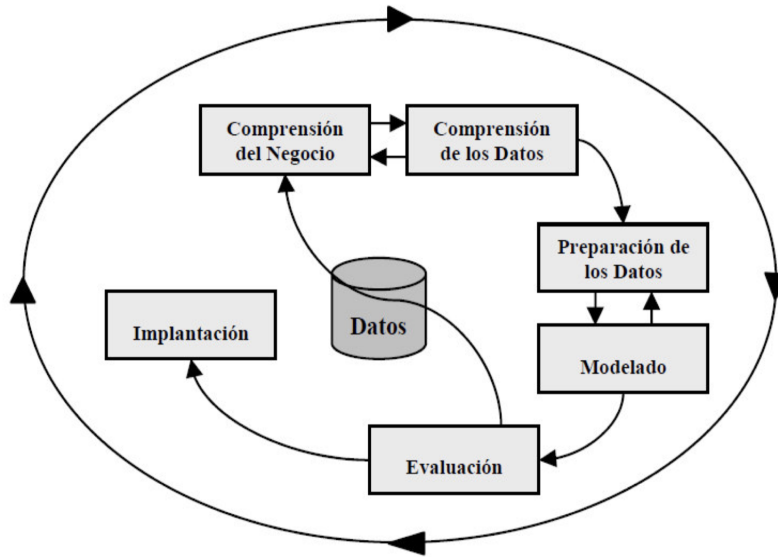 Comprensión
del Negocio
Comprensión
de los Datos
Preparación de
los Datos
Datos
Implantación
Modelado
Evaluación